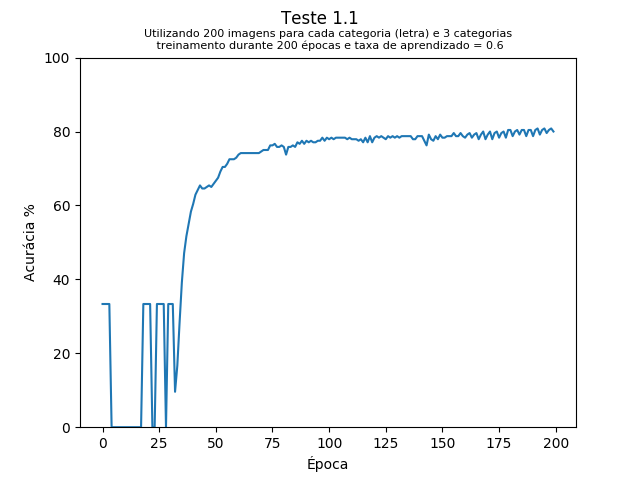 Teste 1.1
Utilizando 200 imagens para cada categoria (letra) e 3 categorias
treinamento durante 200 épocas e taxa de aprendizado = 0.6
100
80
60
40
20
0
Acurácia %
0 25 50 75 100 125 150 175 200
Época